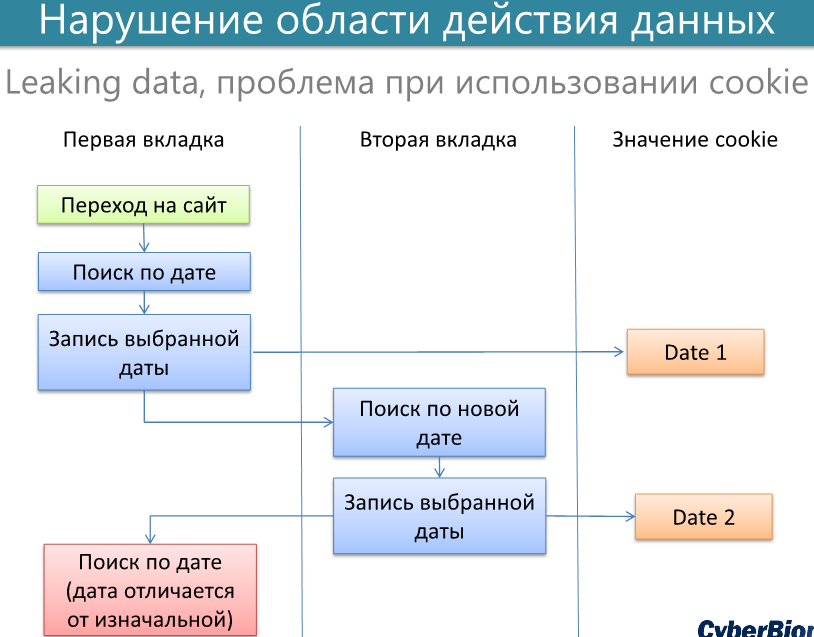 Нарушение области действия данных
Leaking data, проблема при использовании cookie
Первая вкладка
Вторая вкладка
Значение cookie
Переход на сайт
Поиск по дате
Запись выбранной
даты
Date 1
Поиск по новой
дате
Запись выбранной
даты
Date 2
Поиск по дате
(дата отличается
от изначальной)